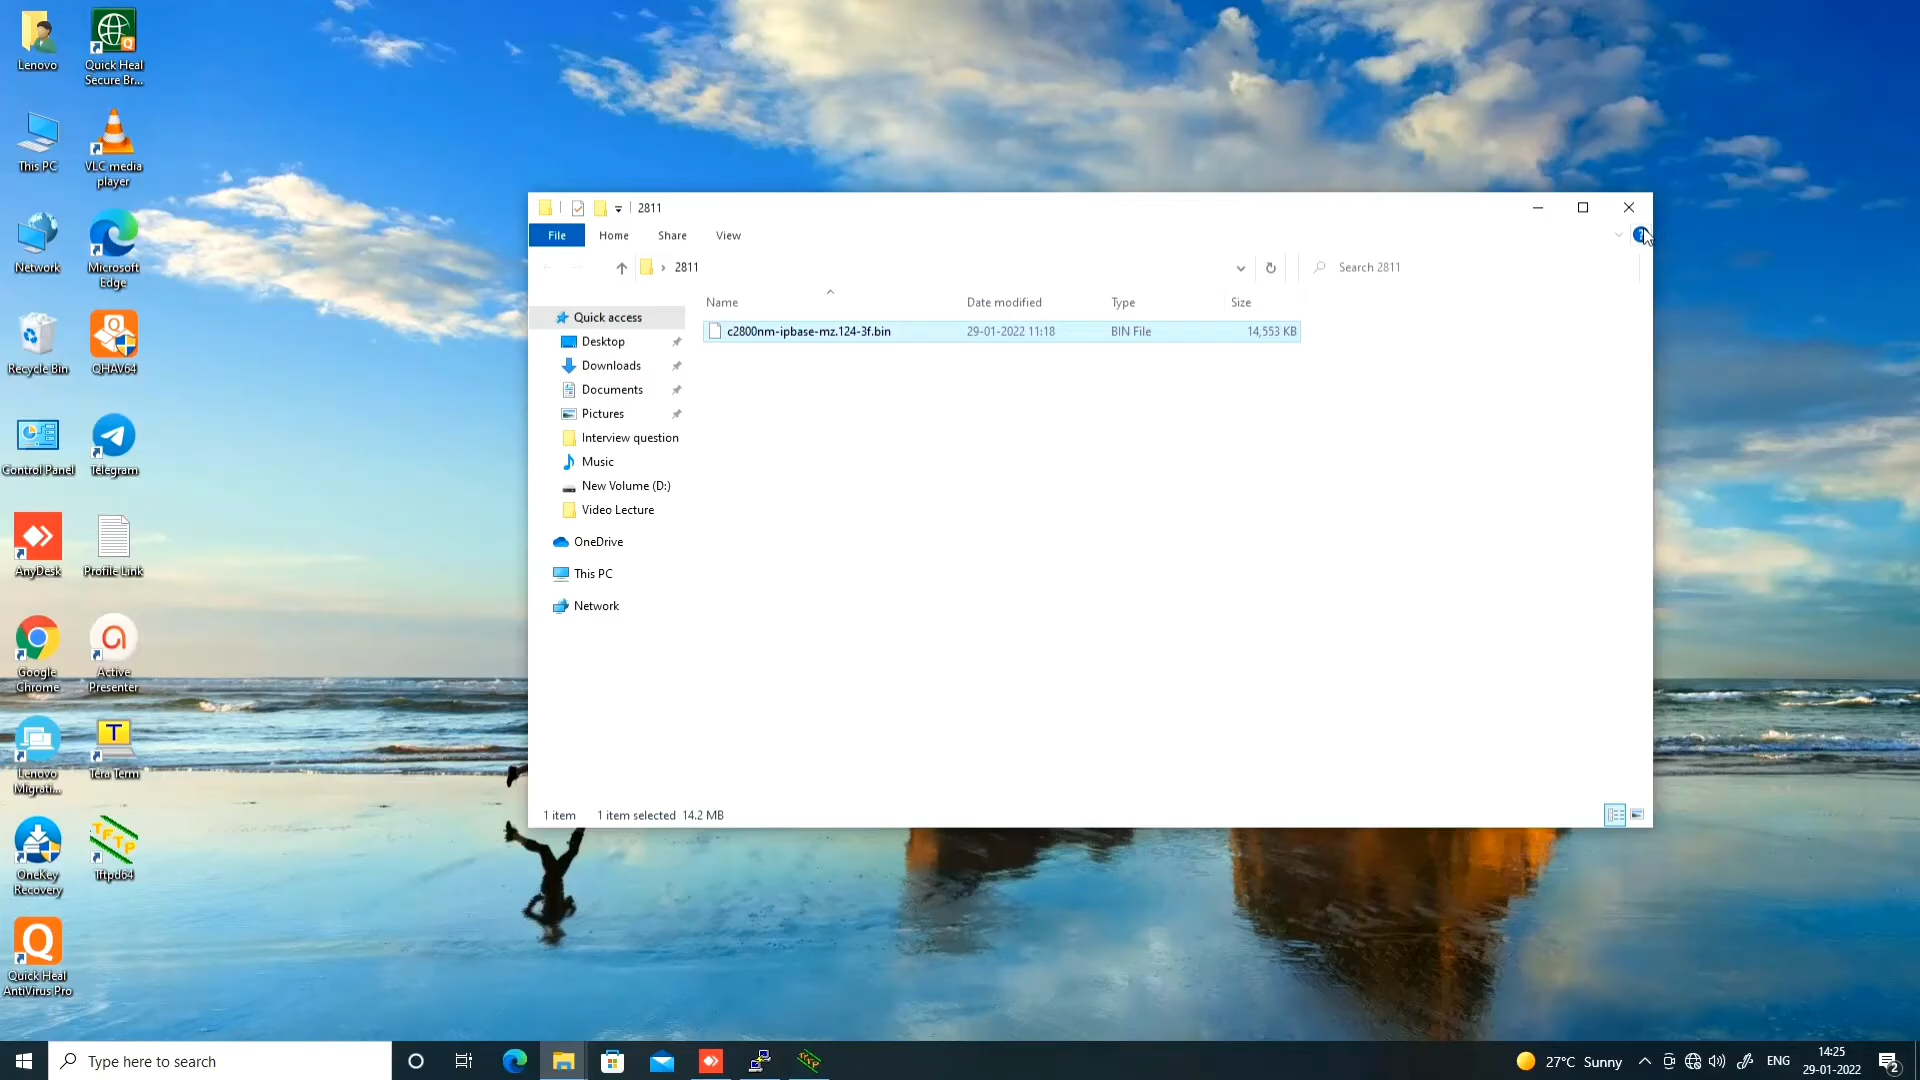 Lenovo
Quick Heal
Secure Br...
This PC
VLC media
player
Network
Microsoft
Edge
Recycle Bin
QHAV64
Control Panel
Telegram
AnyDesk
Profile Link
Google
Chrome
Active
Presenter
Lenovo
Migrati...
T
Tera Term
OneKey
Recovery
TFTP
Tftpd64
Quick Heal
AntiVirus Pro
2811
File Home Share View
2811
Search 2811
Name Date modified Type Size
c2800nm-ipbase-mz.124-3f.bin 29-01-2022 11:18 BIN File 14,553 KB
Quick access
Desktop
Downloads
Documents
Pictures
Interview question
Music
New Volume (D:)
Video Lecture
OneDrive
This PC
Network
1 item 1 item selected 14.2 MB
Type here to search
27°C Sunny
ENG
14:25
29-01-2022
2